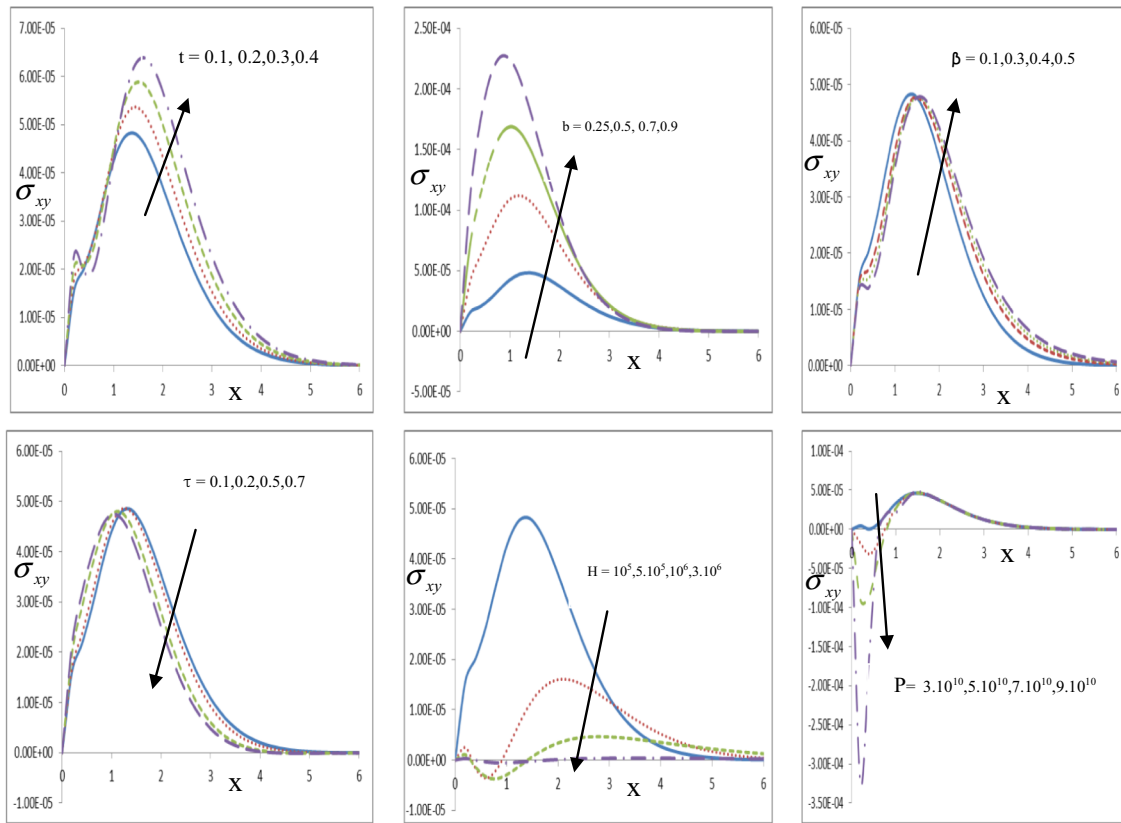 7.00E-05
6.00E-05
5.00E-05
4.00E-05
3.00E-05
2.00E-05
1.00E-05
0.00E+00
σxy
t = 0.1, 0.2,0.3,0.4
0 1 2 3 4 5 6
X
2.50E-04
2.00E-04
1.50E-04
1.00E-04
5.00E-05
0.00E+00
-5.00E-05
σxy
b = 0.25,0.5, 0.7,0.9
0 1 2 3 4 5 6
X
6.00E-05
5.00E-05
4.00E-05
3.00E-05
2.00E-05
1.00E-05
0.00E+00
-1.00E-05
σxy
β = 0.1,0.3,0.4,0.5
0 1 2 3 4 5 6
X
6.00E-05
5.00E-05
4.00E-05
3.00E-05
2.00E-05
1.00E-05
0.00E+00
-1.00E-05
σxy
τ = 0.1,0.2,0.5,0.7
0 1 2 3 4 5 6
X
6.00E-05
5.00E-05
4.00E-05
3.00E-05
2.00E-05
1.00E-05
0.00E+00
-1.00E-05
σxy
H = 10⁵,5.10⁵,10⁶,3.10⁶
0 1 2 3 4 5 6
X
1.00E-04
5.00E-05
0.00E+00
-5.00E-05
-1.00E-04
-1.50E-04
-2.00E-04
-2.50E-04
-3.00E-04
-3.50E-04
σxy
0 1 2 3 4 5 6
X
P= 3.10¹⁰,5.10¹⁰,7.10¹⁰,9.10¹⁰